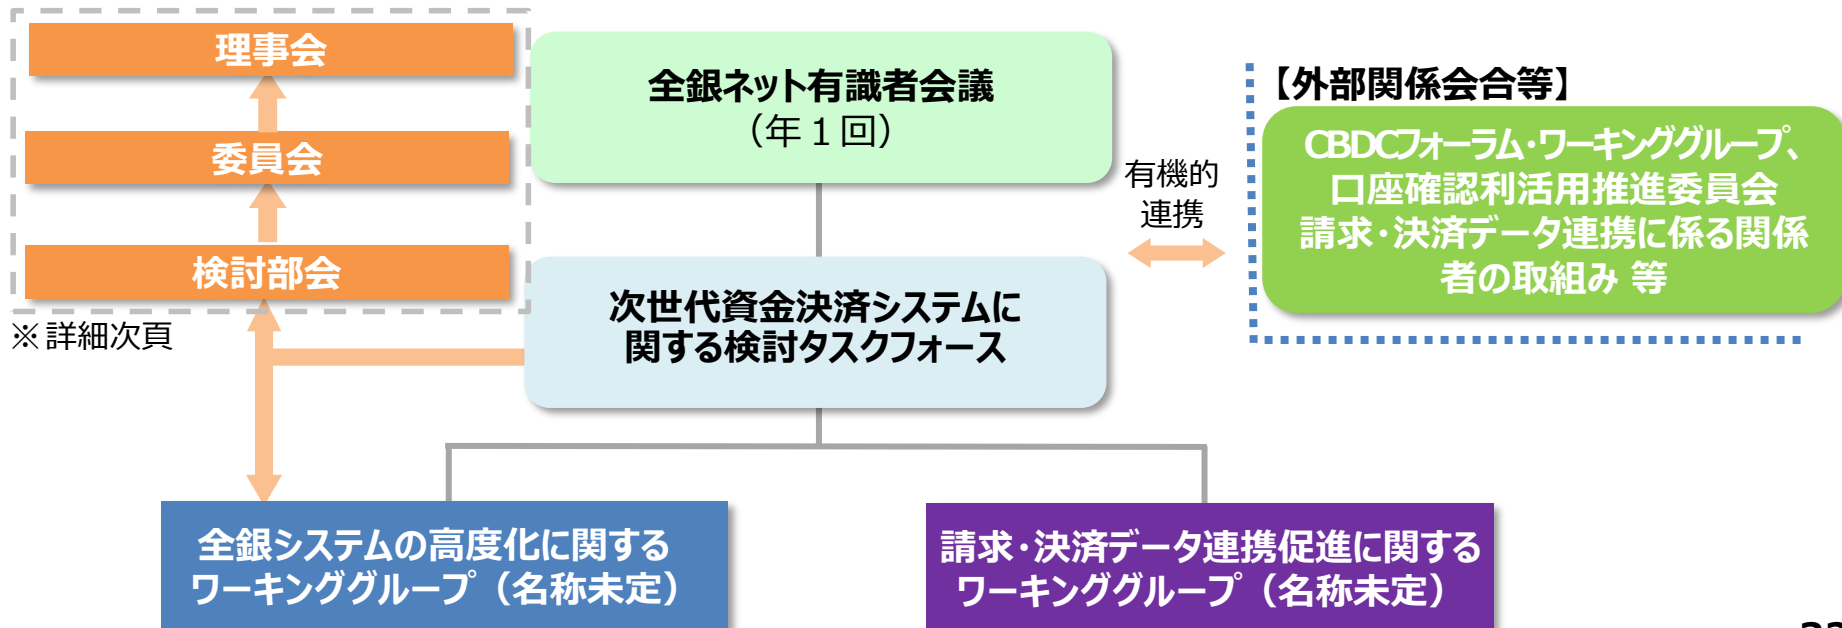 理事会
委員会
検討部会
※詳細次頁
全銀ネット有識者会議
（年１回）
次世代資金決済システムに
関する検討タスクフォース
有機的
連携
【外部関係会合等】
CBDCフォーラム・ワーキンググループ、
口座確認利活用推進委員会
請求・決済データ連携に係る関係
者の取組み 等
全銀システムの高度化に関する
ワーキンググループ（名称未定）
請求・決済データ連携促進に関する
ワーキンググループ（名称未定）